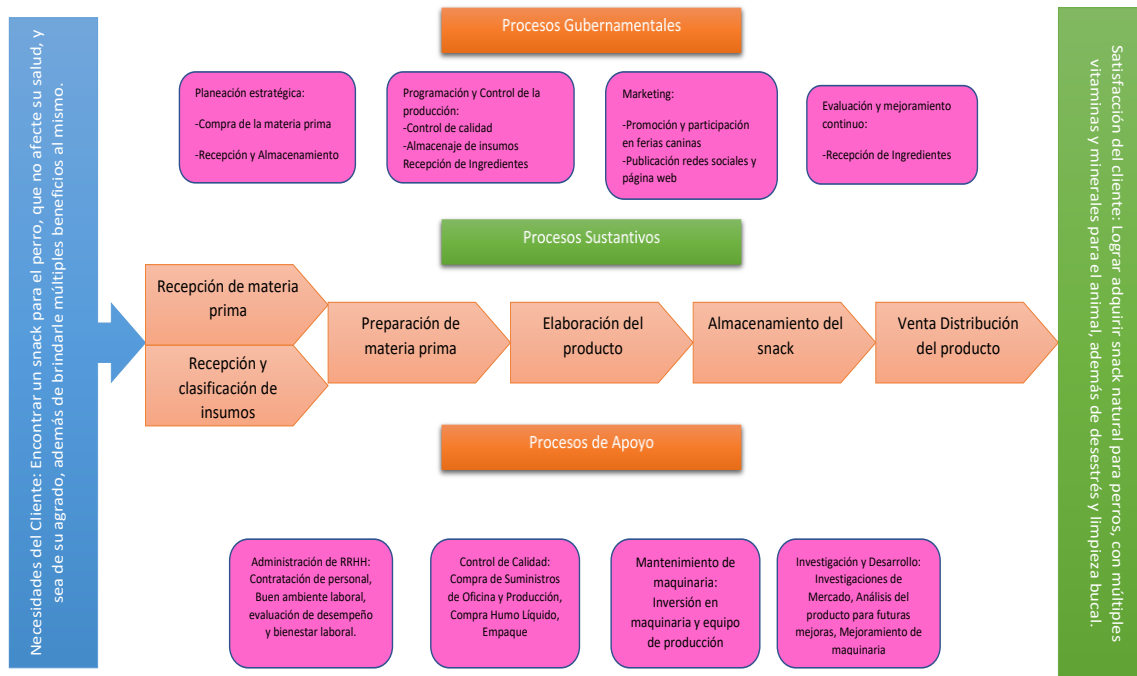 Necesidades del Cliente: Encontrar un snack para el perro, que no afecte su salud, y
sea de su agrado, además de brindarle múltiples beneficios al mismo.
Procesos Gubernamentales
Planeación estratégica:
-Compra de la materia prima
-Recepción y Almacenamiento
Programación y Control de la
producción:
-Control de calidad
-Almacenaje de insumos
Recepción de Ingredientes
Marketing:
-Promoción y participación
en ferias caninas
-Publicación redes sociales y
página web
Evaluación y mejoramiento
continuo:
-Recepción de Ingredientes
Procesos Sustantivos
Recepción de materia
prima
Recepción y
clasificación de
insumos
Preparación de
materia prima
Elaboración del
producto
Almacenamiento del
snack
Venta Distribución
del producto
Procesos de Apoyo
Administración de RRHH:
Contratación de personal,
Buen ambiente laboral,
evaluación de desempeño
y bienestar laboral.
Control de Calidad:
Compra de Suministros
de Oficina y Producción,
Compra Humo Líquido,
Empaque
Mantenimiento de
maquinaria:
Inversión en
maquinaria y equipo
de producción
Investigación y Desarrollo:
Investigaciones de
Mercado, Análisis del
producto para futuras
mejoras, Mejoramiento de
maquinaria
Satisfacción del cliente: Lograr adquirir snack natural para perros, con múltiples
vitaminas y minerales para el animal, además de desestrés y limpieza bucal.